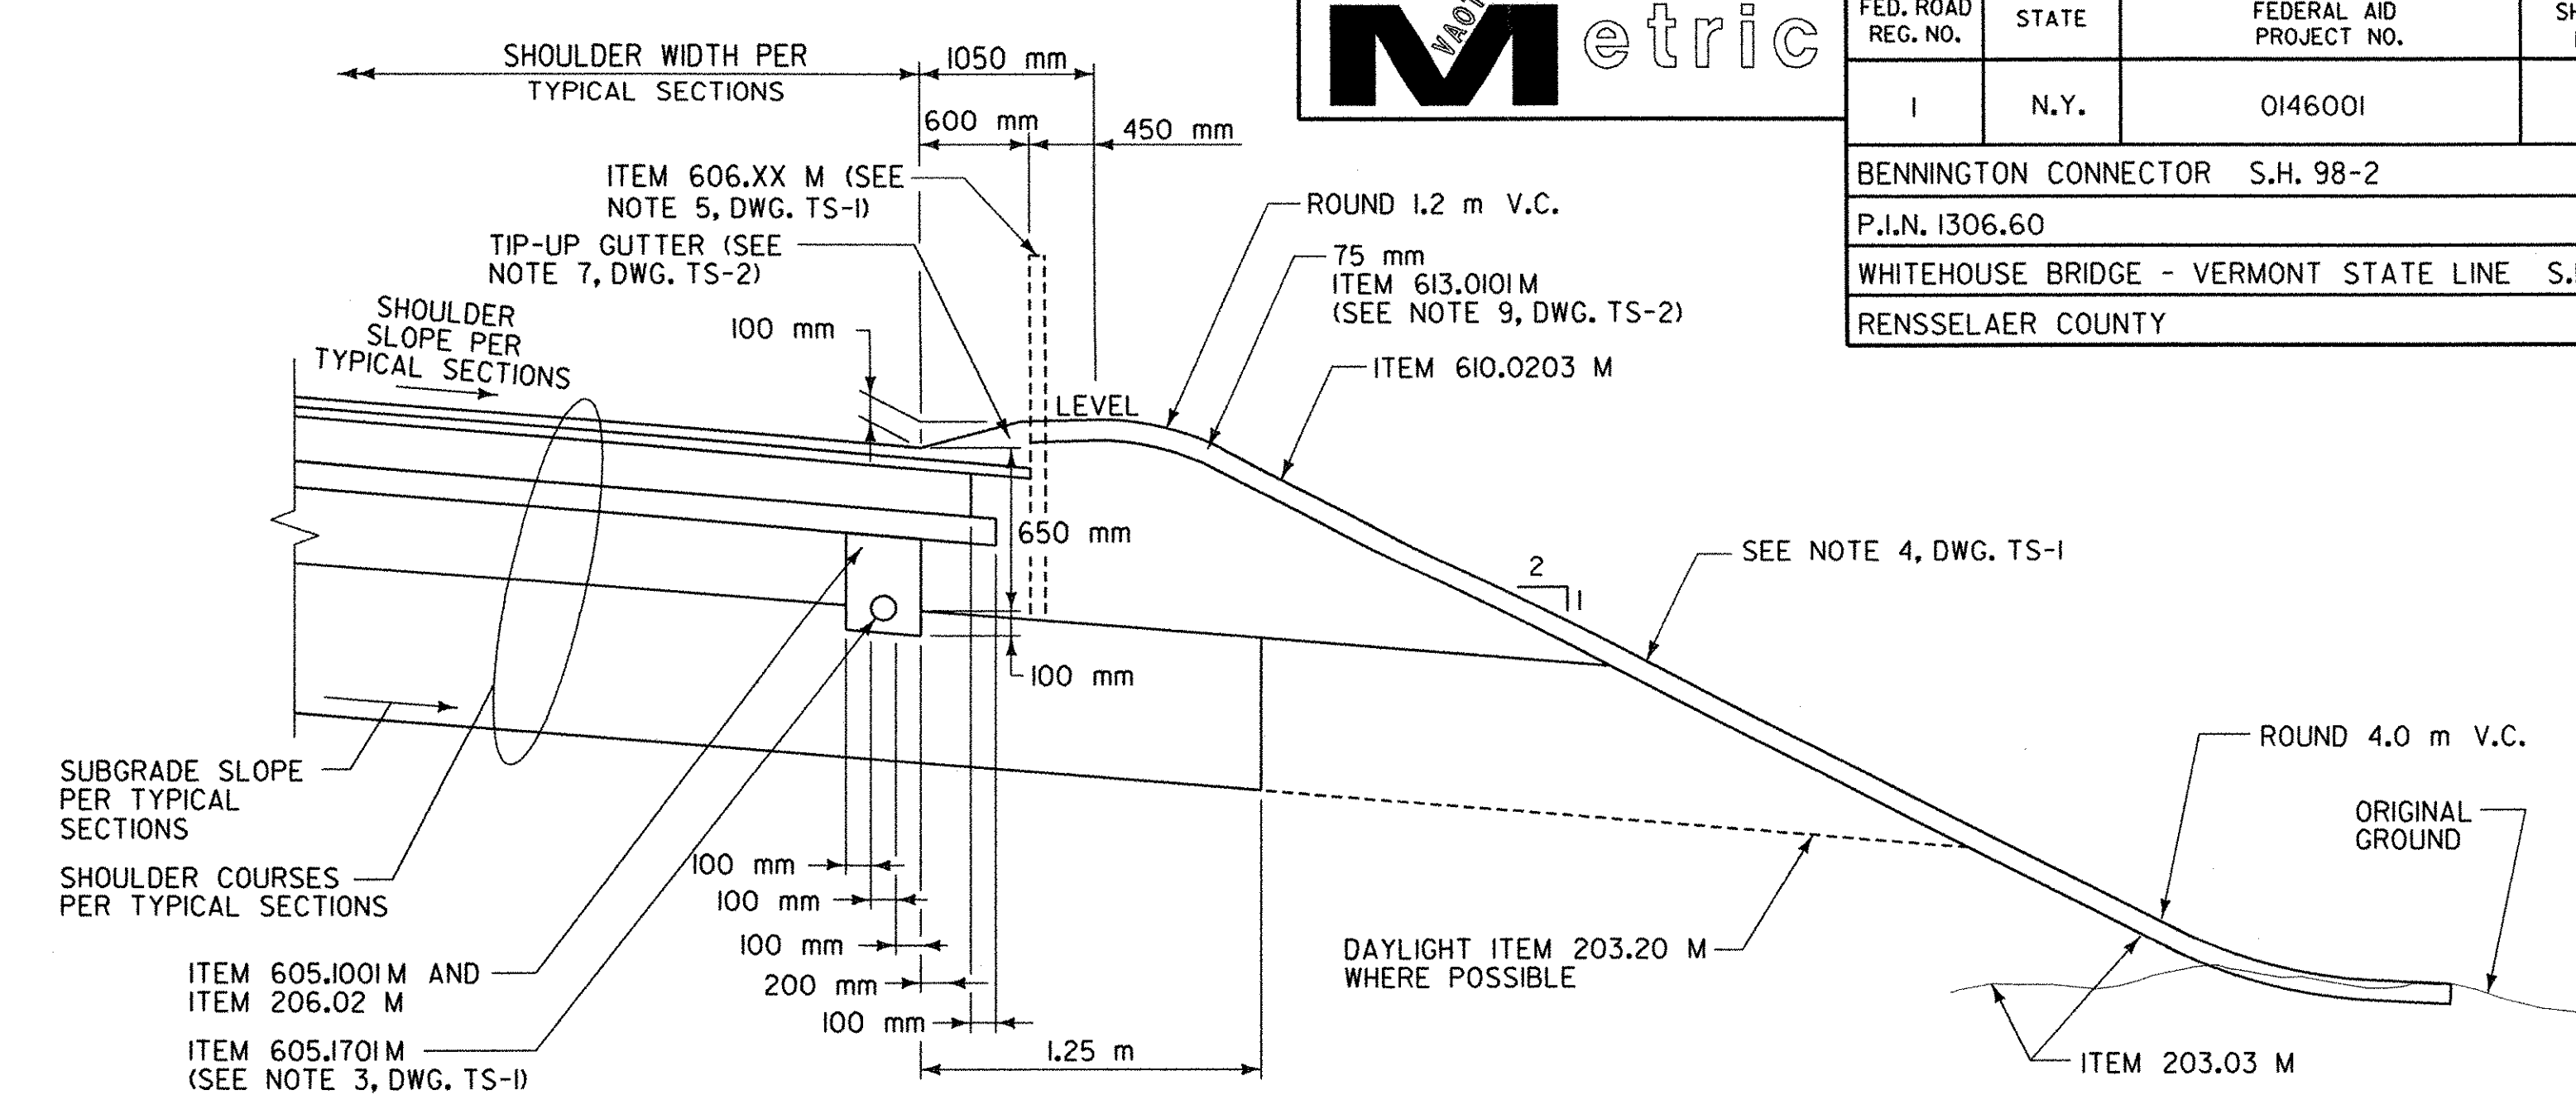 SHOULDER WIDTH PER
TYPICAL SECTIONS
1050 mm
600 mm
450 mm
VAOT
Metric
FED. ROAD
REG. NO.
STATE
FEDERAL AID
PROJECT NO.
1
N.Y.
0146001
BENNINGTON CONNECTOR S.H. 98-2
P.I.N. 1306.60
WHITEHOUSE BRIDGE - VERMONT STATE LINE
RENSSELAER COUNTY
ITEM 606.XX M (SEE
NOTE 5, DWG. TS-1)
TIP-UP GUTTER (SEE
NOTE 7, DWG. TS-2)
ROUND 1.2 m V.C.
75 mm
ITEM 613.0101M
(SEE NOTE 9, DWG. TS-2)
ITEM 610.0203 M
SHOULDER
SLOPE PER
TYPICAL SECTIONS
100 mm
LEVEL
650 mm
2
1
SEE NOTE 4, DWG. TS-1
100 mm
ROUND 4.0 m V.C.
ORIGINAL
GROUND
SUBGRADE SLOPE
PER TYPICAL
SECTIONS
SHOULDER COURSES
PER TYPICAL SECTIONS
100 mm
100 mm
100 mm
200 mm
100 mm
1.25 m
ITEM 605.1001M AND
ITEM 206.02 M
ITEM 605.1701M
(SEE NOTE 3, DWG. TS-1)
DAYLIGHT ITEM 203.20 M
WHERE POSSIBLE
ITEM 203.03 M